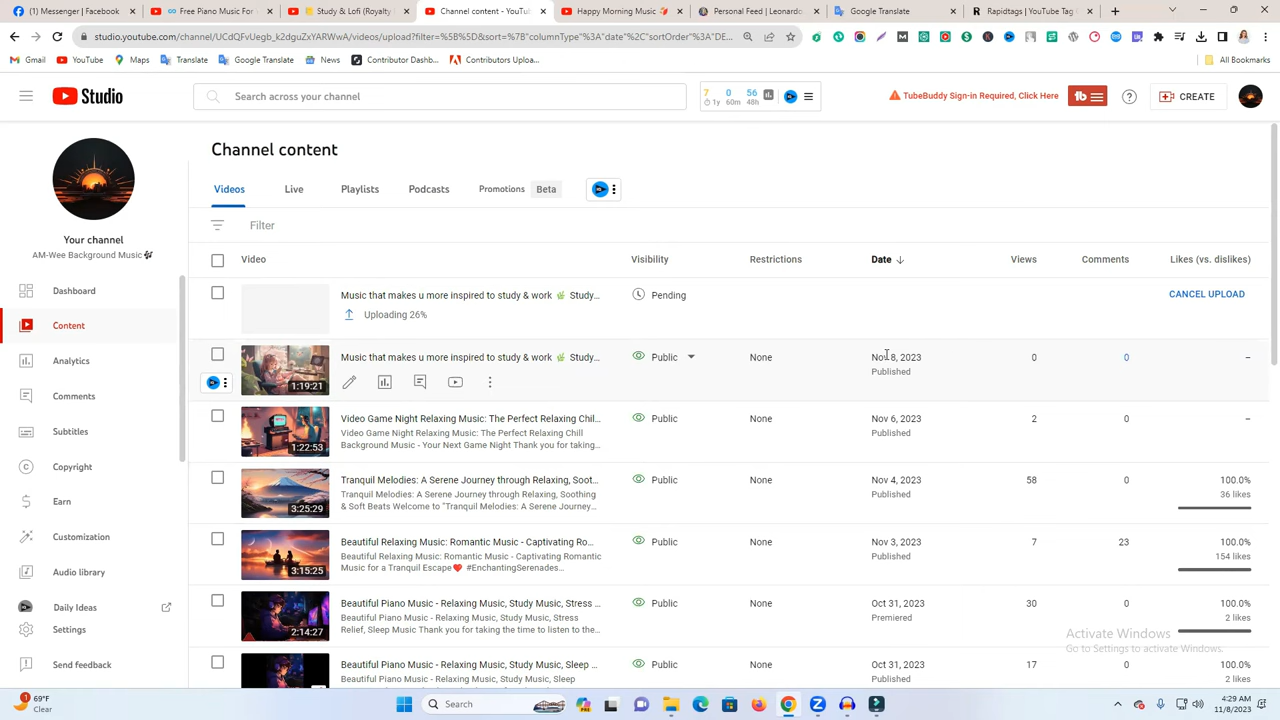 (1) Messenger | Facebook
Free Piano Music For
Study & Lofi (Royalty
Channel content - YouTu
Happy Morning Music
Personal Feed | Leonardo
Google Translate
Rapidtags | YouTube Tag
studio.youtube.com/channel/UCdQFvUegb_k2dguZxYARWwA/videos/upload?filter=%5B%5D&sort=%7B"columnType"%3A"date"%2C"sortOrder"%3A"DE...
Gmail
YouTube
Maps
Translate
Google Translate
News
Contributor Dashb...
Contributors Uploa...
All Bookmarks
Studio
Search across your channel
7 0 56
1y 60m 48h
TubeBuddy Sign-in Required, Click Here
tb
CREATE
Your channel
AM-Wee Background Music
Dashboard
Content
Analytics
Comments
Subtitles
Copyright
Earn
Customization
Audio library
Daily Ideas
Settings
Send feedback
Channel content
Videos Live Playlists Podcasts Promotions Beta
Filter
Video Visibility Restrictions Date Views Comments Likes (vs. dislikes)
Music that makes u more inspired to study & work 🌿 Study... Pending CANCEL UPLOAD
Uploading 26%
Music that makes u more inspired to study & work 🌿 Study... Public None Nov 8, 2023 0 0 –
Published
1:19:21
Video Game Night Relaxing Music: The Perfect Relaxing Chil... Public None Nov 6, 2023 2 0 –
Video Game Night Relaxing Music: The Perfect Relaxing Chill Published
Background Music - Your Next Game Night Thank you for taking...
1:22:53
Tranquil Melodies: A Serene Journey through Relaxing, Soot... Public None Nov 4, 2023 58 0 100.0%
Tranquil Melodies: A Serene Journey through Relaxing, Soothing Published 36 likes
& Soft Beats Welcome to "Tranquil Melodies: A Serene Journey...
3:25:29
Beautiful Relaxing Music: Romantic Music - Captivating Ro... Public None Nov 3, 2023 7 23 100.0%
Beautiful Relaxing Music: Romantic Music - Captivating Romantic Published 154 likes
Music for a Tranquil Escape❤️ #EnchantingSerenades...
3:15:25
Beautiful Piano Music - Relaxing Music, Study Music, Stress ... Public None Oct 31, 2023 30 0 100.0%
Beautiful Piano Music - Relaxing Music, Study Music, Stress Premiered 2 likes
Relief, Sleep Music Thank you for taking the time to listen to the...
2:14:27
Beautiful Piano Music - Relaxing Music, Study Music, Sleep ... Public None Oct 31, 2023 17 0 100.0%
Beautiful Piano Music - Relaxing Music, Study Music, Sleep Published
Activate Windows
Go to Settings to activate Windows.
1
69°F
Clear
Search
4:29 AM
11/8/2023